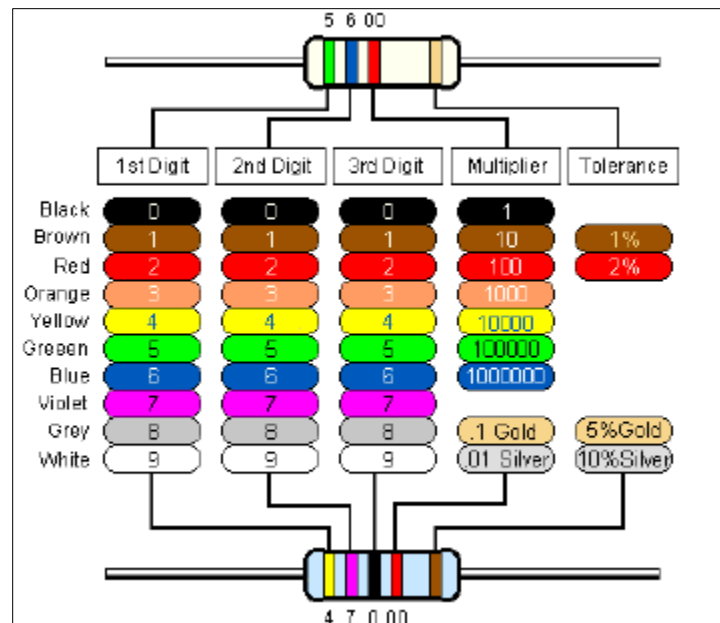 5 6 00
1st Digit 2nd Digit 3rd Digit Multiplier Tolerance
Black 0 0 0 1
Brown 1 1 1 10 1%
Red 2 2 2 100 2%
Orange 3 3 3 1000
Yellow 4 4 4 10000
Greeen 5 5 5 100000
Blue 6 6 6 1000000
Violet 7 7 7
Grey 8 8 8 .1 Gold 5%Gold
White 9 9 9 .01 Silver 10%Silver
4 7 0 00